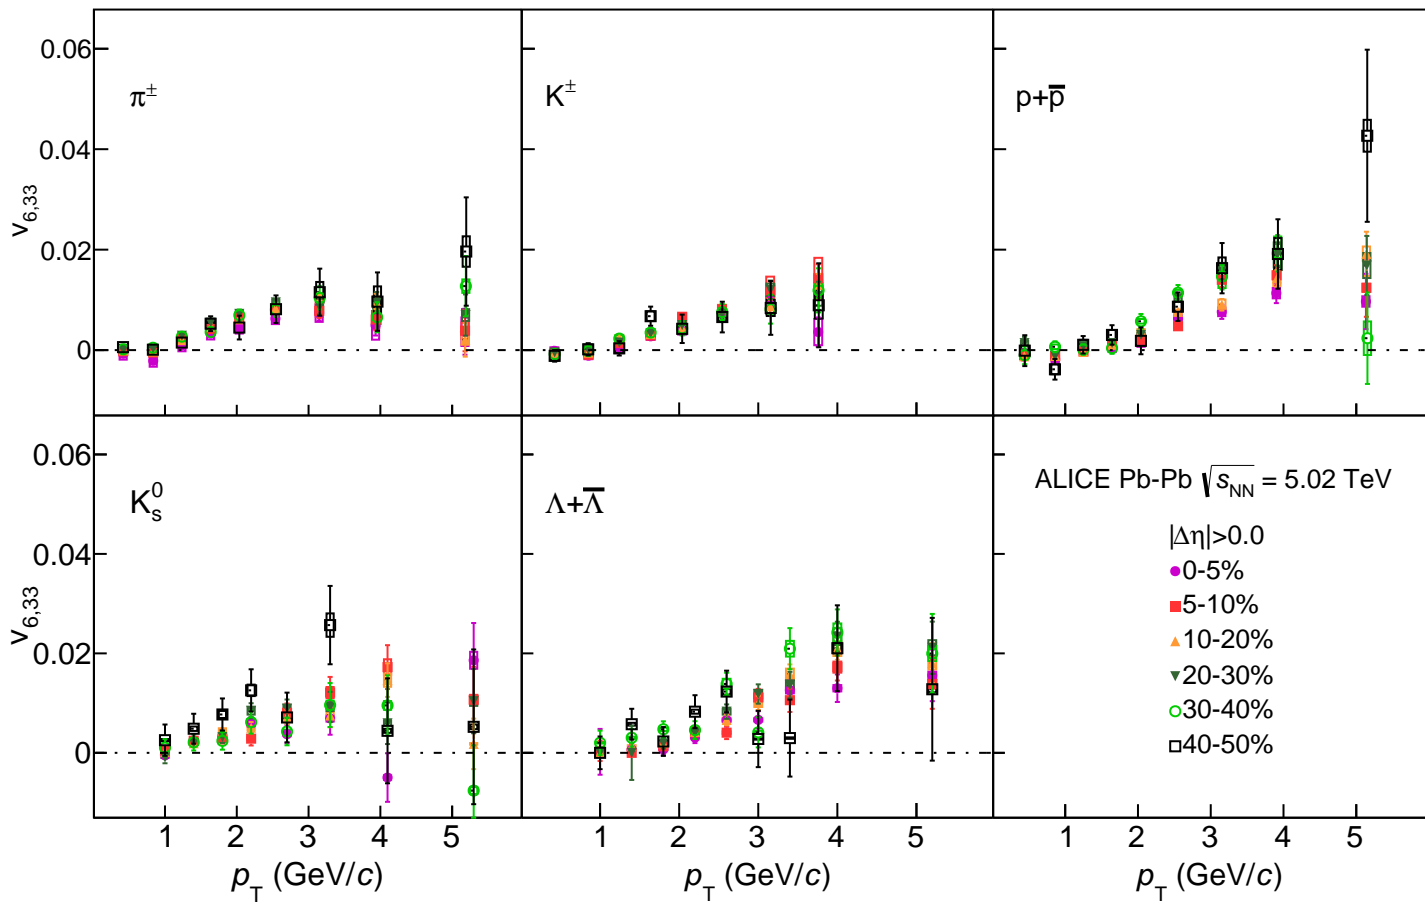 0.06
0.04
0.02
0
v6,33
π±
K±
p+p̅
0.06
0.04
0.02
0
v6,33
K0s
Λ+Λ̅
ALICE Pb-Pb √sNN = 5.02 TeV
|Δη|>0.0
0-5%
5-10%
10-20%
20-30%
30-40%
40-50%
1 2 3 4 5
1 2 3 4 5
1 2 3 4 5
pT (GeV/c)
pT (GeV/c)
pT (GeV/c)